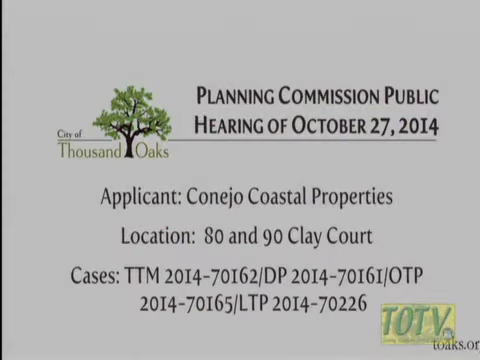 City of
Thousand Oaks
PLANNING COMMISSION PUBLIC
HEARING OF OCTOBER 27, 2014
Applicant: Conejo Coastal Properties
Location: 80 and 90 Clay Court
Cases: TTM 2014-70162/DP 2014-70161/OTP
2014-70165/LTP 2014-70226
TOTV
toaks.or